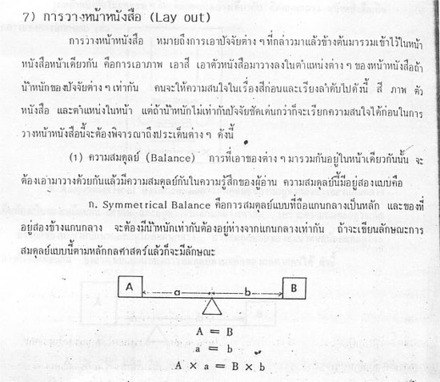 7) การวางหน้าหนังสือ (Lay out)
การวางหน้าหนังสือ หมายถึงการเอาปัจจัยต่าง ๆ ที่กล่าวมาแล้วข้างต้นมารวมเข้าไว้ในหน้า
หนังสือหน้าเดียวกัน คือการเอาภาพ เอาสี เอาตัวหนังสือมาวางลงในตำแหน่งต่าง ๆ ของหน้าหนังสือถ้า
น้ำหนักของปัจจัยต่าง ๆ เท่ากัน คนจะให้ความสนใจในเรื่องสีก่อนและเรียงลำดับไปดังนี้ สี ภาพ ตัว
หนังสือ และตำแหน่งในหน้า แต่ถ้าน้ำหนักไม่เท่ากันปัจจัยชัดเด่นกว่าก็จะเรียกความสนใจได้ก่อนในการ
วางหน้าหนังสือนี้จะต้องพิจารณาถึงประเด็นต่าง ๆ ดังนี้
(1) ความสมดุลย์ (Balance) การที่เอาของต่าง ๆ มารวมกันอยู่ในหน้าเดียวกันนั้น จะ
ต้องเอามาวางด้วยกันแล้วมีความสมดุลย์กันในความรู้สึกของผู้อ่าน ความสมดุลย์นี้มีอยู่สองแบบคือ
ก. Symmetrical Balance คือการสมดุลย์แบบที่ถือแกนกลางเป็นหลัก และของที่
อยู่สองข้างแกนกลาง จะต้องมีน้ำหนักเท่ากันต้องอยู่ห่างจากแกนกลางเท่ากัน ถ้าจะเขียนลักษณะการ
สมดุลย์แบบนี้ตามหลักกลศาสตร์แล้วก็จะมีลักษณะ
A a b B
A = B
a = b
A × a = B × b